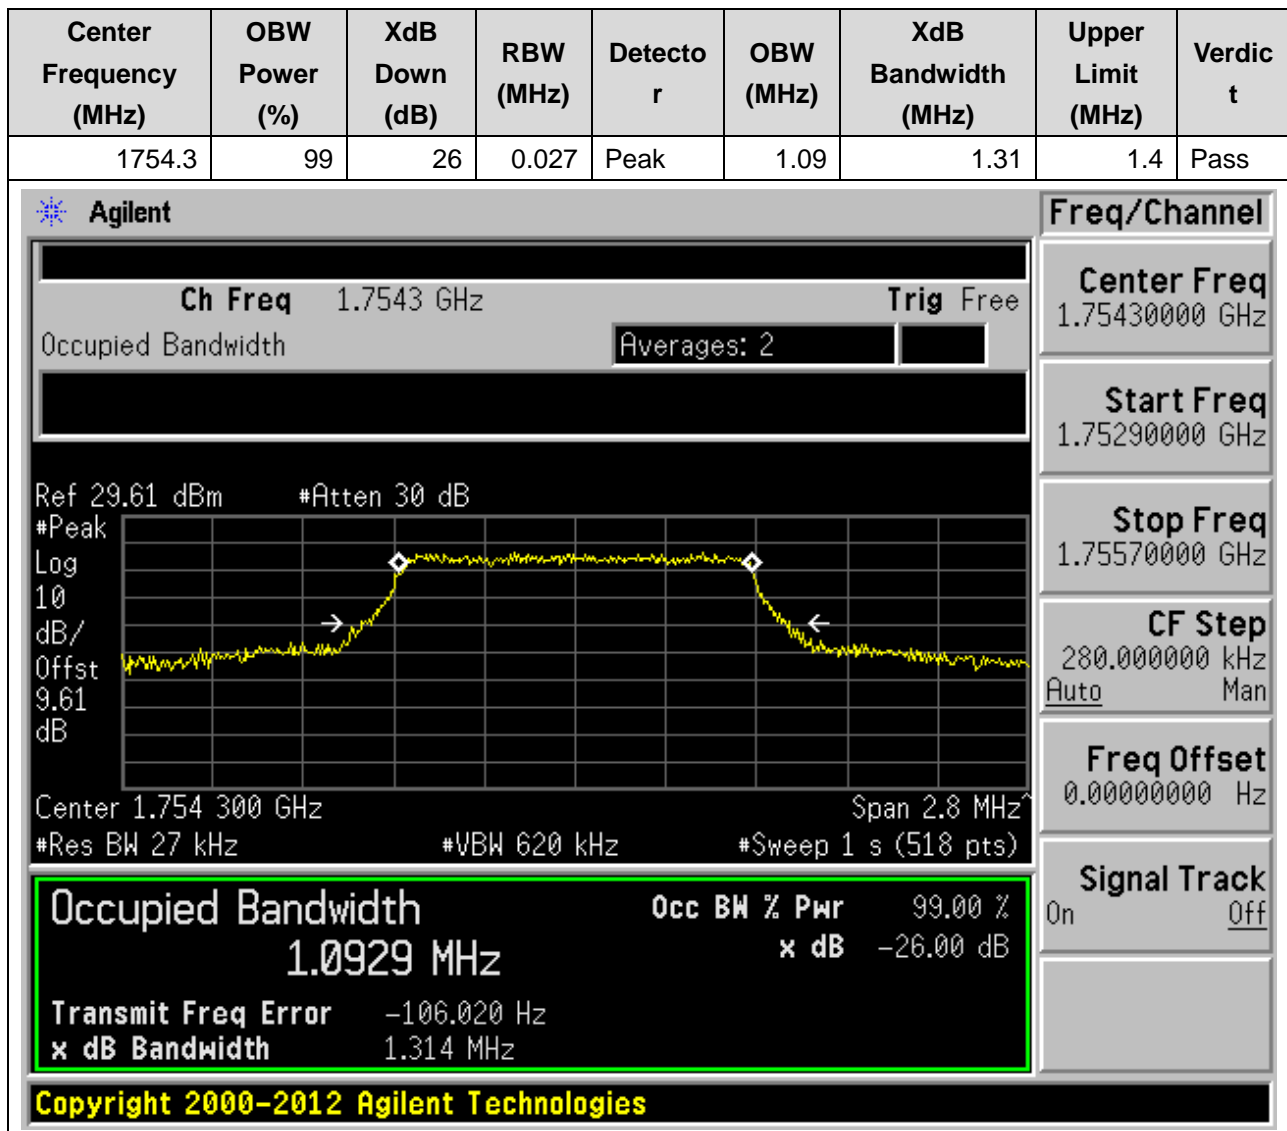 Center Frequency (MHz) OBW Power (%) XdB Down (dB) RBW (MHz) Detecto r OBW (MHz) XdB Bandwidth (MHz) Upper Limit (MHz) Verdic t
1754.3 99 26 0.027 Peak 1.09 1.31 1.4 Pass
Agilent
Freq/Channel
Ch Freq 1.7543 GHz Trig Free
Occupied Bandwidth Averages: 2
Ref 29.61 dBm #Atten 30 dB
#Peak
Log
10
dB/
Offst
9.61
dB
Center 1.754 300 GHz Span 2.8 MHz^
#Res BW 27 kHz #VBW 620 kHz #Sweep 1 s (518 pts)
Occupied Bandwidth
1.0929 MHz
Occ BW % Pwr 99.00 %
x dB -26.00 dB
Transmit Freq Error -106.020 Hz
x dB Bandwidth 1.314 MHz
Center Freq
1.75430000 GHz
Start Freq
1.75290000 GHz
Stop Freq
1.75570000 GHz
CF Step
280.000000 kHz
Auto Man
Freq Offset
0.00000000 Hz
Signal Track
On Off
Copyright 2000-2012 Agilent Technologies